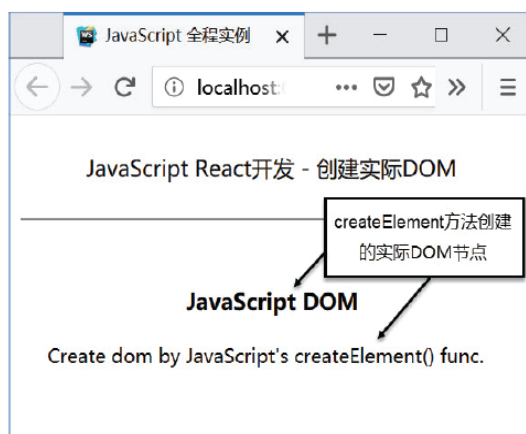 JavaScript 全程实例
localhost:
JavaScript React开发 - 创建实际DOM
createElement方法创建
的实际DOM节点
JavaScript DOM
Create dom by JavaScript's createElement() func.